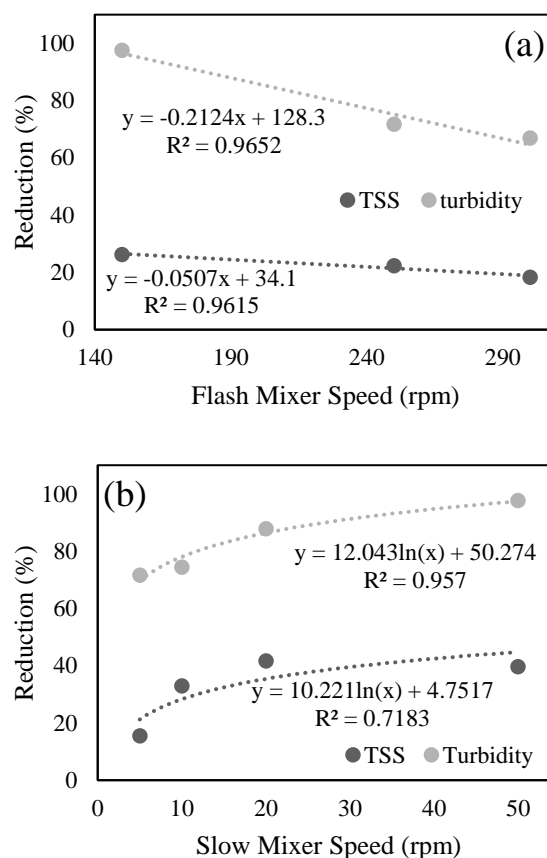 (a)
100
80
60
40
20
0
Reduction (%)
y = -0.2124x + 128.3
R² = 0.9652
TSS turbidity
y = -0.0507x + 34.1
R² = 0.9615
140 190 240 290
Flash Mixer Speed (rpm)
(b)
100
80
60
40
20
0
Reduction (%)
y = 12.043ln(x) + 50.274
R² = 0.957
y = 10.221ln(x) + 4.7517
R² = 0.7183
TSS Turbidity
0 10 20 30 40 50
Slow Mixer Speed (rpm)